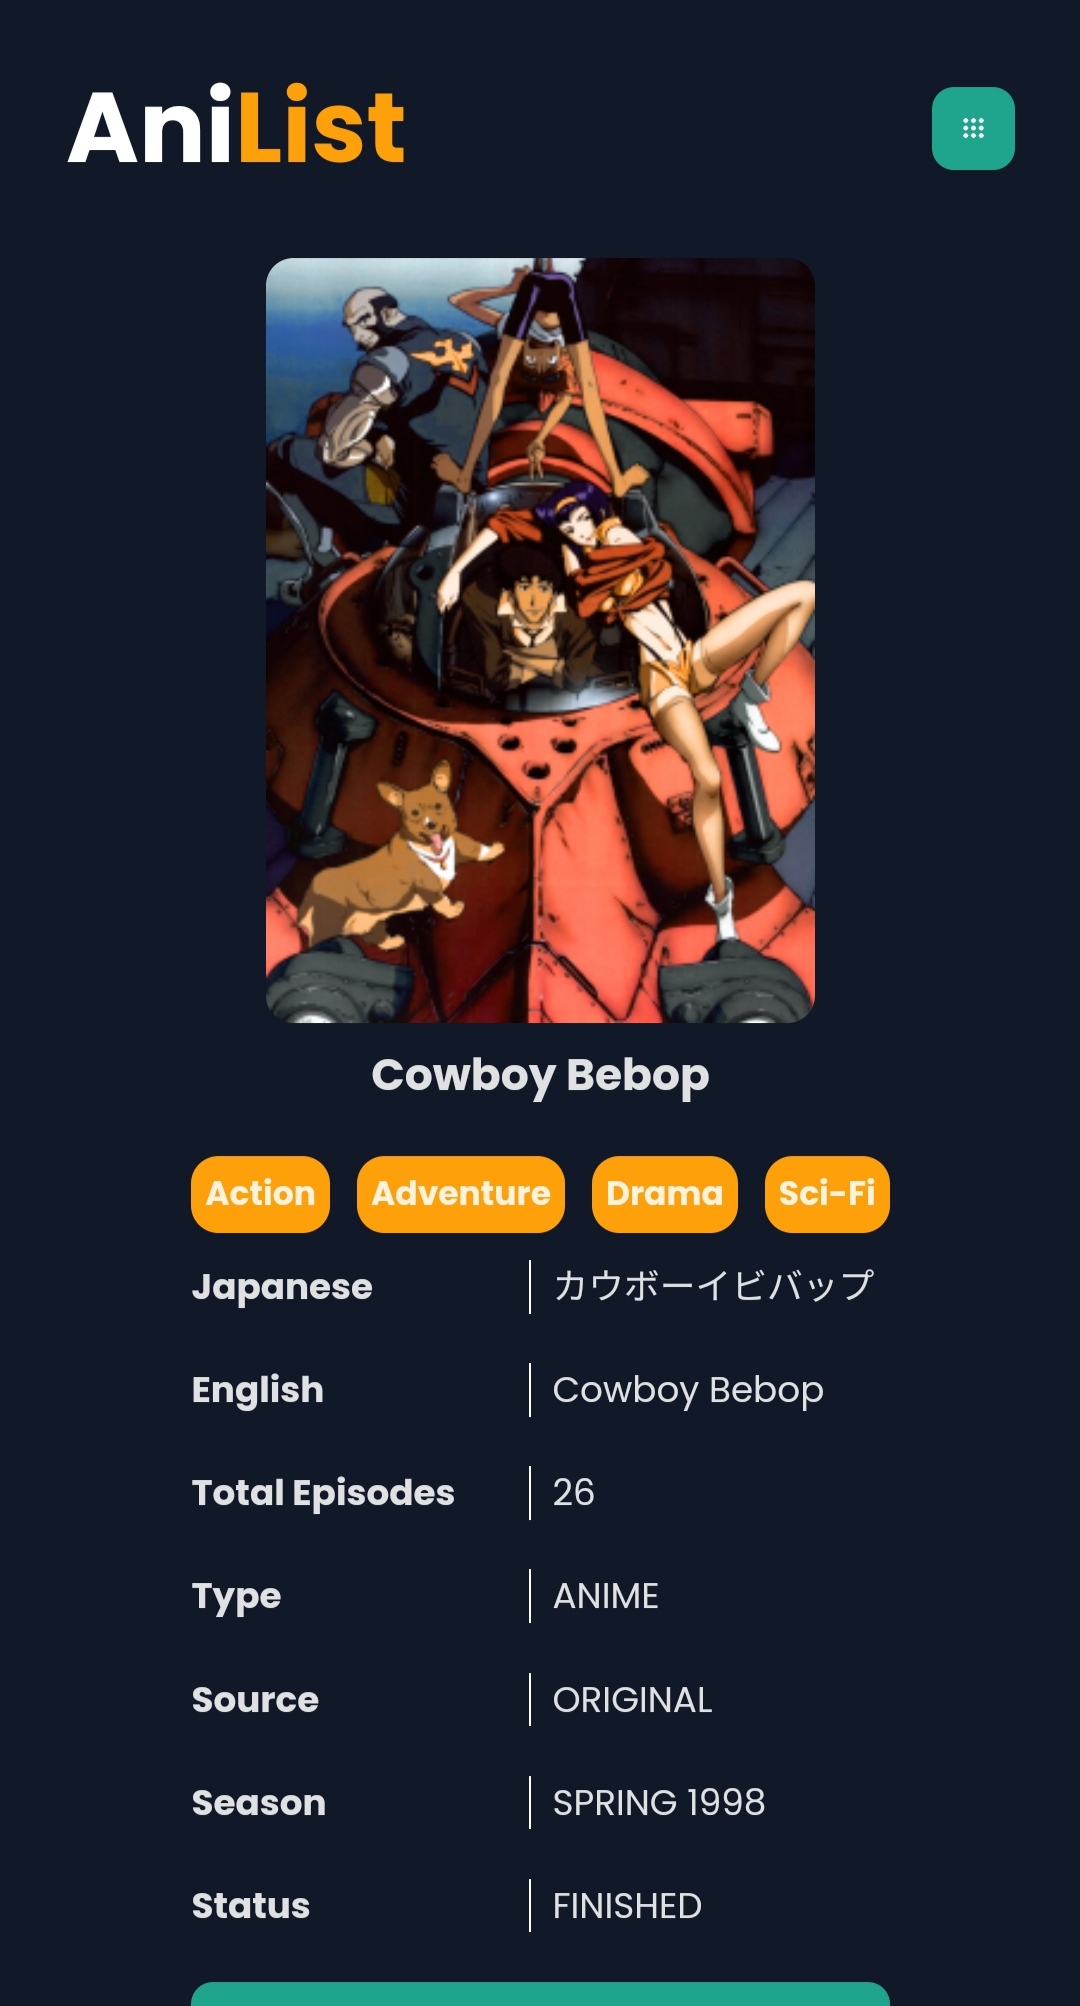 AniList
Cowboy Bebop
Action Adventure Drama Sci-Fi
Japanese カウボーイビバップ
English Cowboy Bebop
Total Episodes 26
Type ANIME
Source ORIGINAL
Season SPRING 1998
Status FINISHED